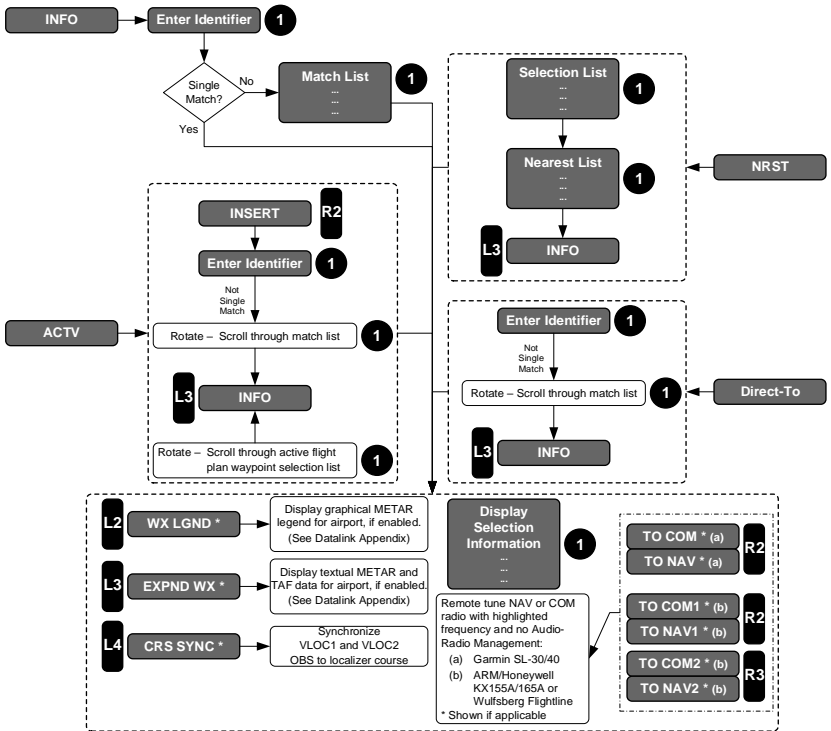 INFO
Enter Identifier
1
Single
Match?
No
Yes
Match List
...
...
...
1
Selection List
...
...
...
1
Nearest List
...
...
...
1
L3
INFO
NRST
INSERT
R2
Enter Identifier
1
Not
Single
Match
Rotate – Scroll through match list
1
L3
INFO
Rotate – Scroll through active flight
plan waypoint selection list
1
ACTV
Enter Identifier
1
Not
Single
Match
Rotate – Scroll through match list
1
L3
INFO
Direct-To
L2
WX LGND *
Display graphical METAR
legend for airport, if enabled.
(See Datalink Appendix)
L3
EXPND WX *
Display textual METAR and
TAF data for airport, if enabled.
(See Datalink Appendix)
L4
CRS SYNC *
Synchronize
VLOC1 and VLOC2
OBS to localizer course
Display
Selection
Information
...
...
...
1
Remote tune NAV or COM
radio with highlighted
frequency and no Audio-
Radio Management:
(a) Garmin SL-30/40
(b) ARM/Honeywell
KX155A/165A or
Wulfsberg Flightline
* Shown if applicable
TO COM * (a)
TO NAV * (a)
R2
TO COM1 * (b)
TO NAV1 * (b)
R2
TO COM2 * (b)
TO NAV2 * (b)
R3